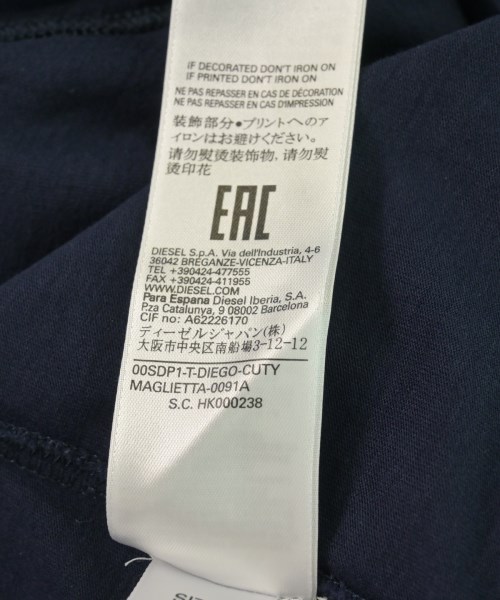 IF DECORATED DON'T IRON ON
IF PRINTED DON'T IRON ON
NE PAS REPASSER EN CAS DE DÉCORATION
NE PAS REPASSER EN CAS D'IMPRESSION
装飾部分•プリントへのア
イロンはお避けください。
请勿熨烫装饰物,请勿熨
烫印花
EAC
DIESEL S.p.A. Via dell'Industria, 4-6
36042 BREGANZE-VICENZA-ITALY
TEL +390424-477555
FAX +390424-411955
WWW.DIESEL.COM
Para Espana Diesel Iberia, S.A.
P.za Catalunya, 9 08002 Barcelona
CIF no: A62226170
ディーゼルジャパン(株)
大阪市中央区南船場3-12-12
00SDP1-T-DIEGO-CUTY
MAGLIETTA-0091A
S.C. HK000238